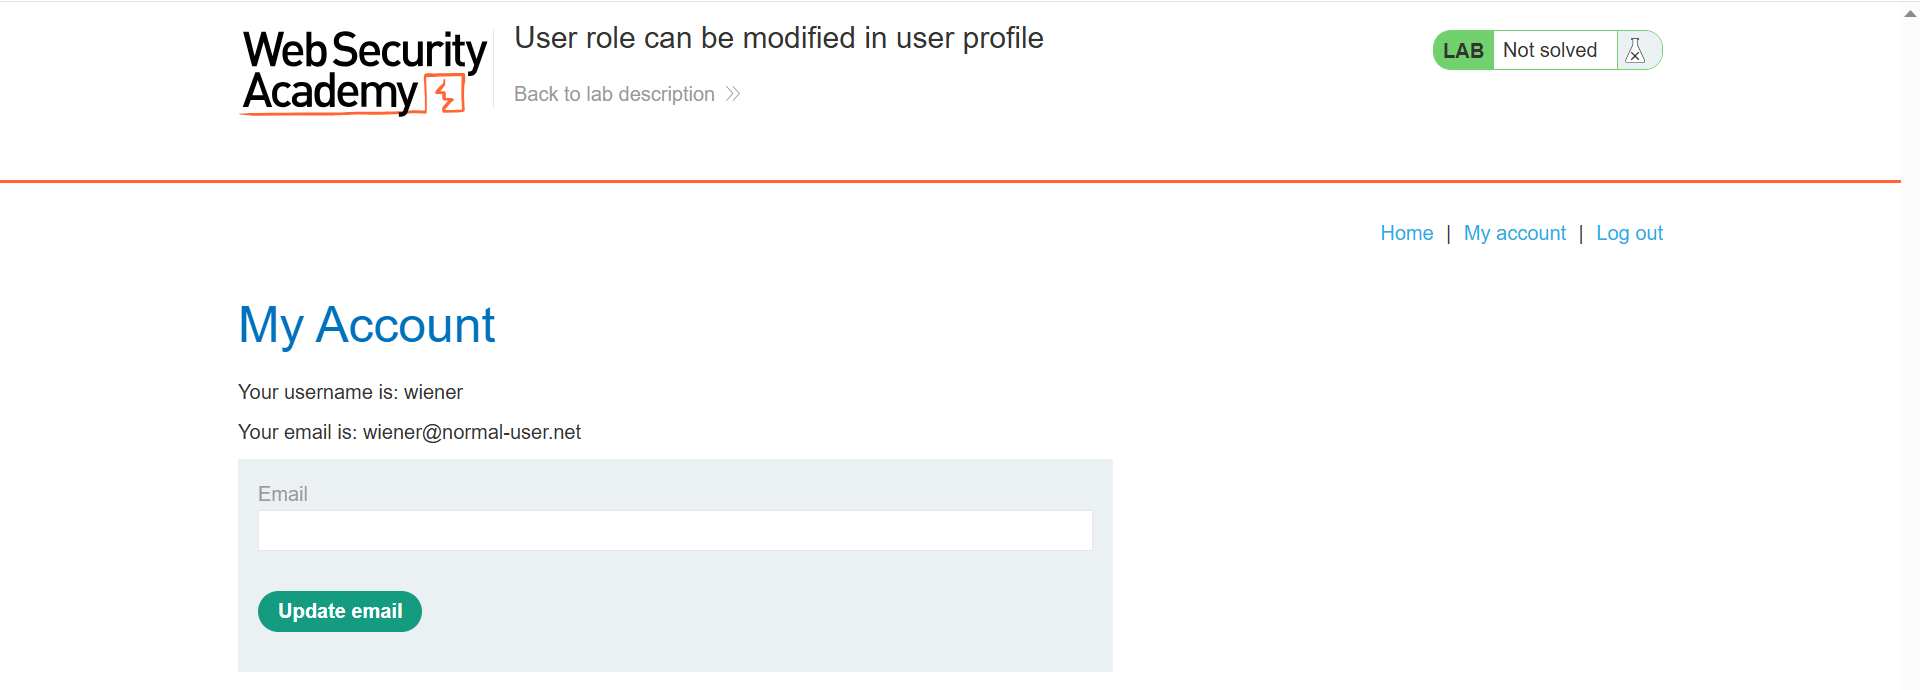 Web Security
Academy
User role can be modified in user profile
Back to lab description
LAB Not solved
Home | My account | Log out
My Account
Your username is: wiener
Your email is: wiener@normal-user.net
Email
Update email